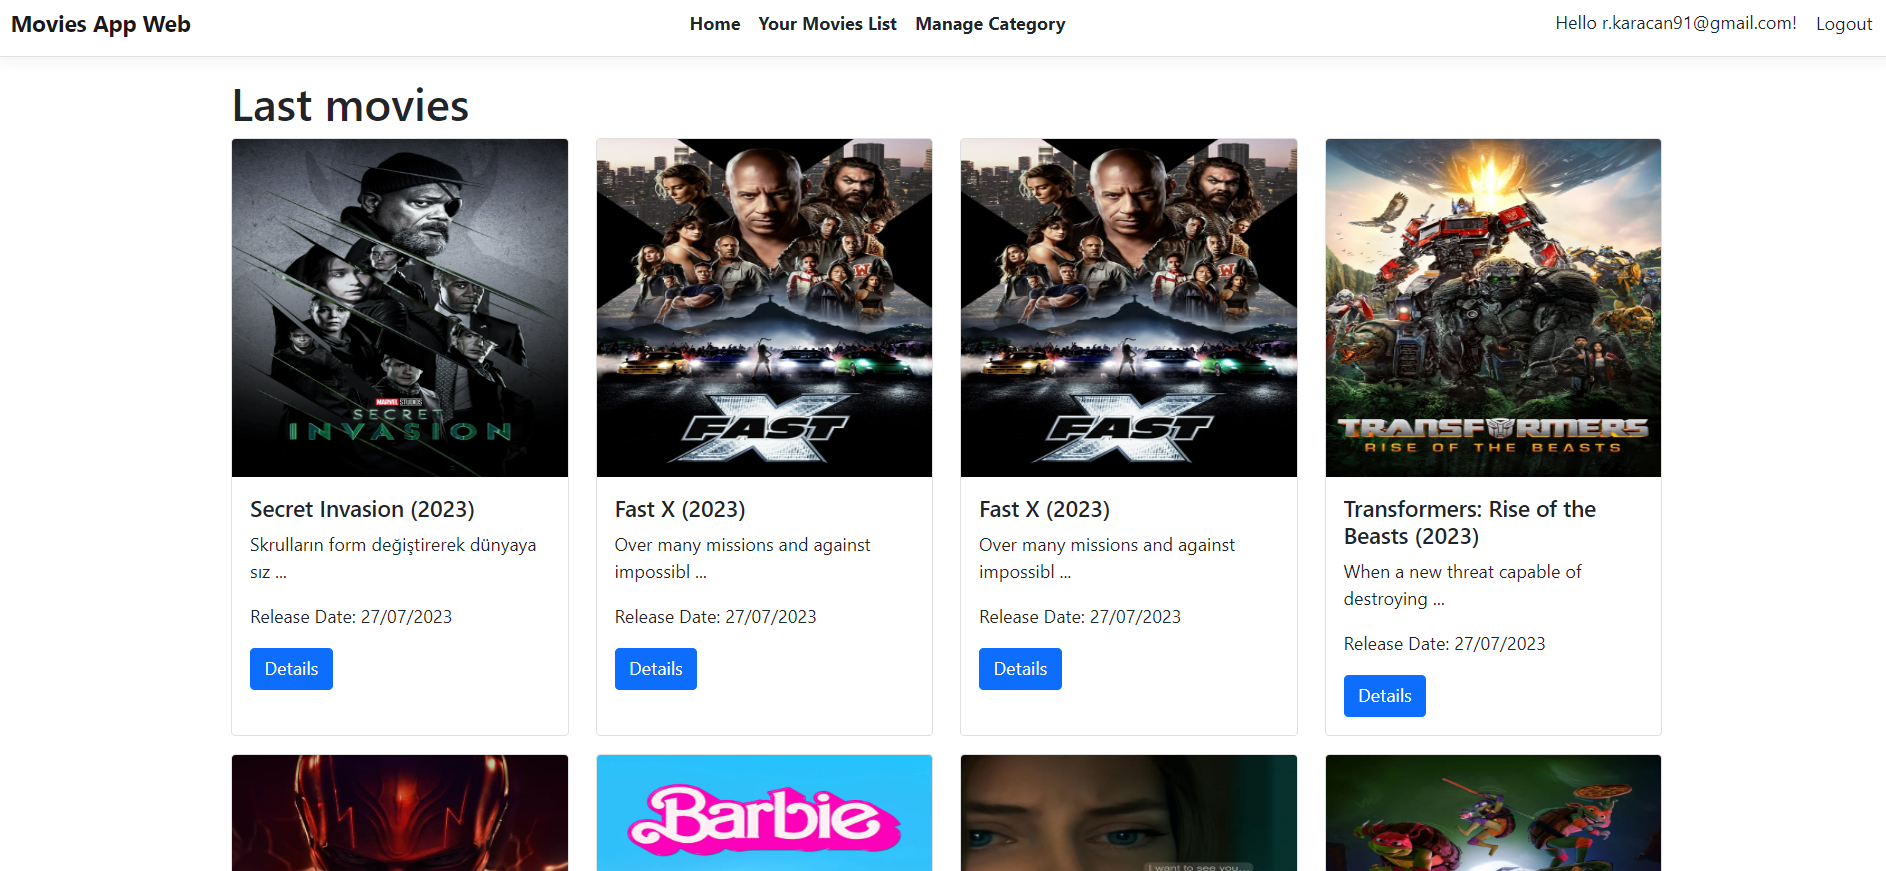 Movies App Web
Home
Your Movies List
Manage Category
Hello r.karacan91@gmail.com!
Logout
Last movies
MARVEL STUDIOS
SECRET
INVASION
FAST
X
FAST
X
TRANSFORMERS
RISE OF THE BEASTS
Secret Invasion (2023)
Skrulların form değiştirerek dünyaya
sız ...
Release Date: 27/07/2023
Details
Fast X (2023)
Over many missions and against
impossibl ...
Release Date: 27/07/2023
Details
Fast X (2023)
Over many missions and against
impossibl ...
Release Date: 27/07/2023
Details
Transformers: Rise of the
Beasts (2023)
When a new threat capable of
destroying ...
Release Date: 27/07/2023
Details
Barbie
I want to see you...